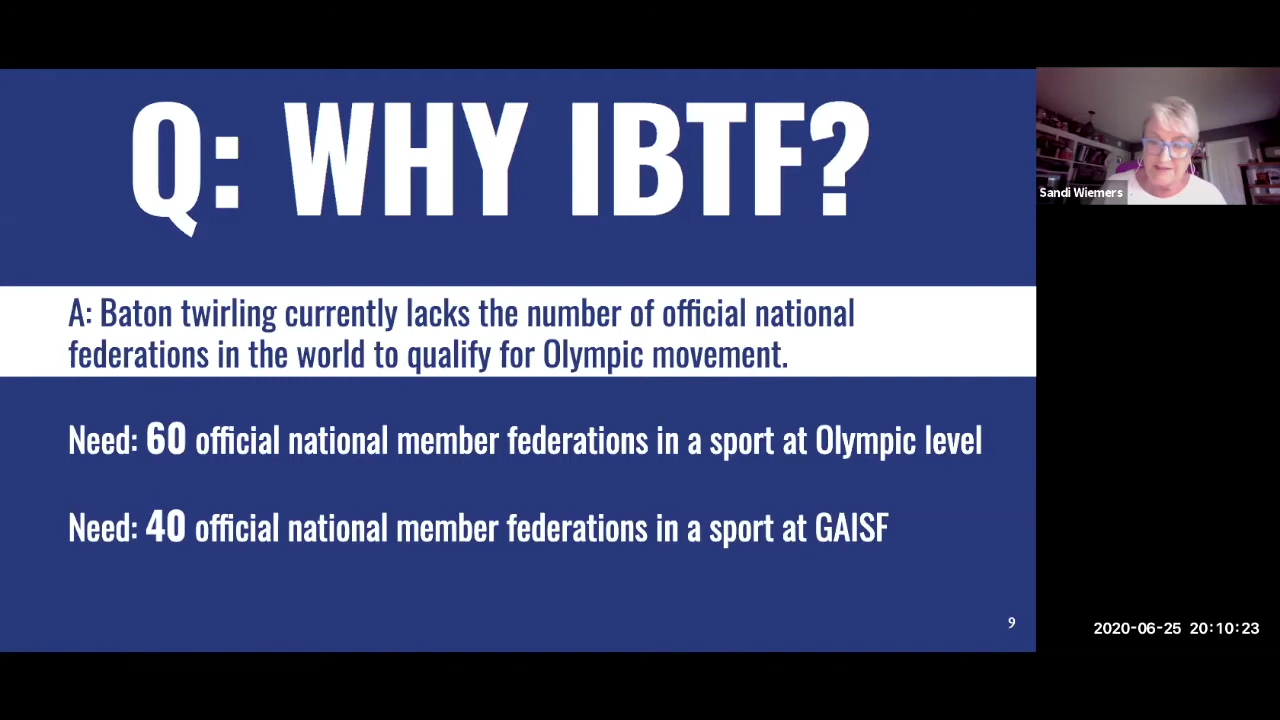 Q: WHY IBTF?
A: Baton twirling currently lacks the number of official national
federations in the world to qualify for Olympic movement.
Need: 60 official national member federations in a sport at Olympic level
Need: 40 official national member federations in a sport at GAISF
9
Sandi Wiemers
2020-06-25 20:10:23